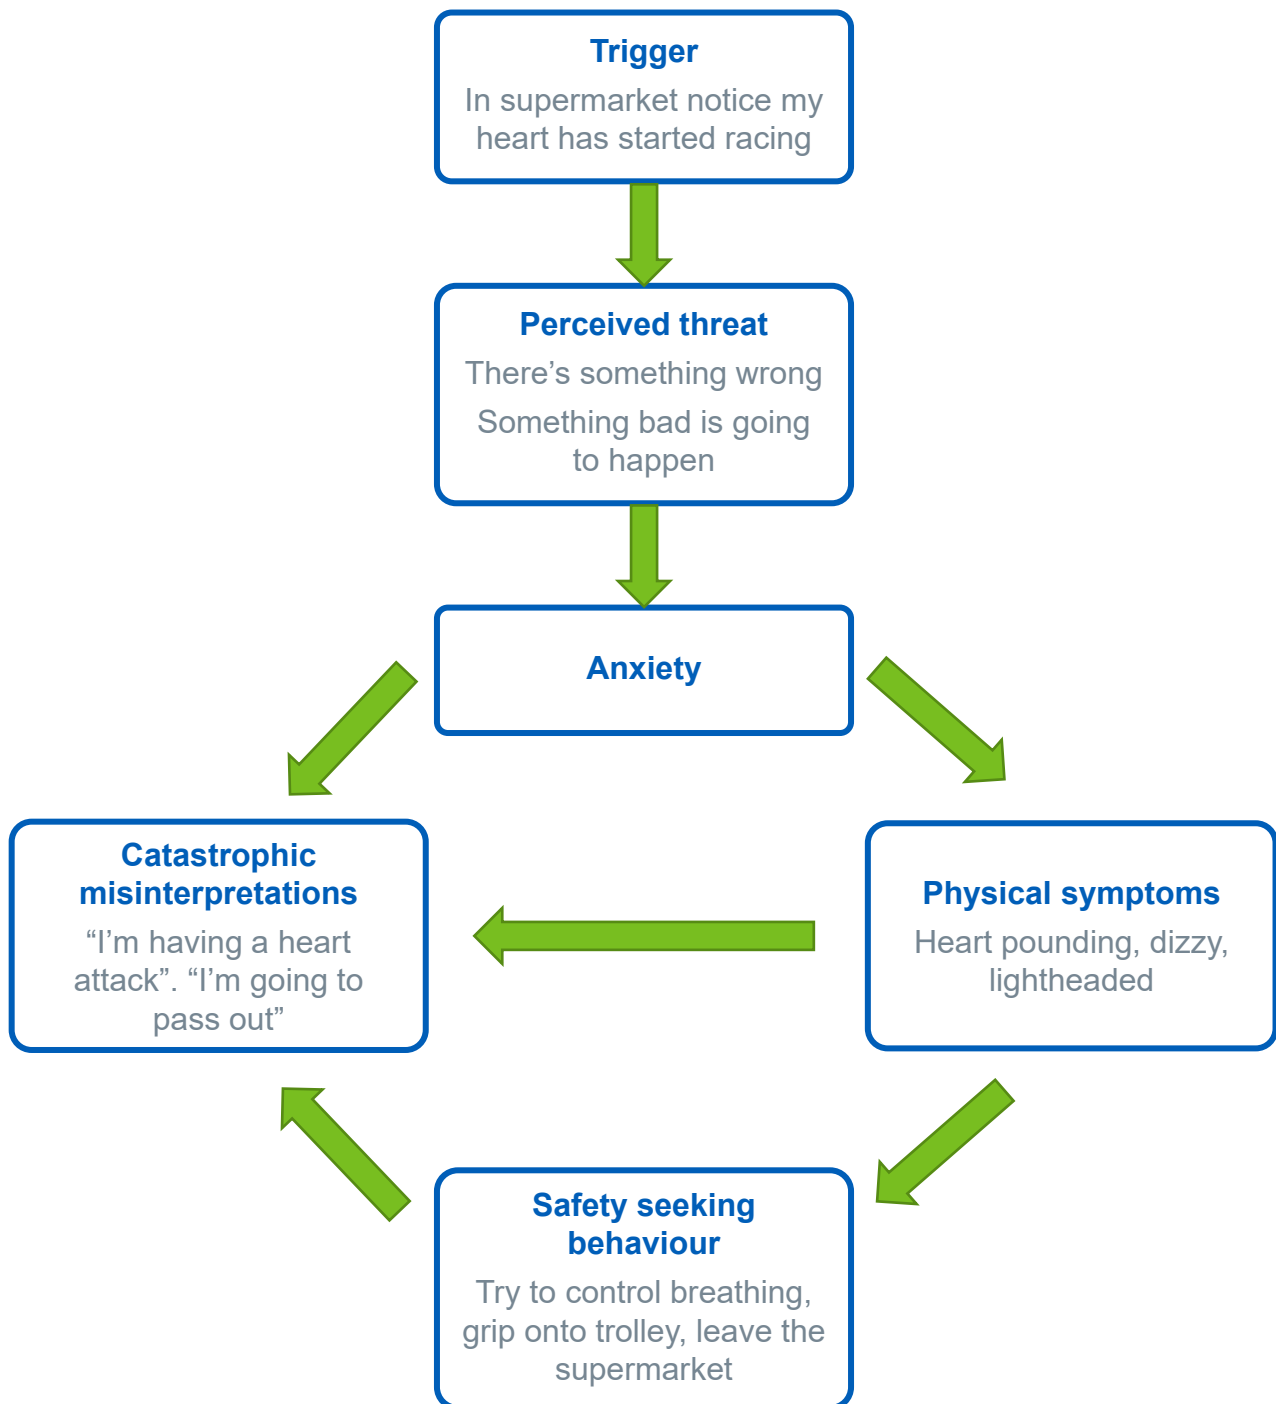 Trigger
In supermarket notice my
heart has started racing
Perceived threat
There’s something wrong
Something bad is going
to happen
Anxiety
Catastrophic
misinterpretations
“I’m having a heart
attack”. “I’m going to
pass out”
Physical symptoms
Heart pounding, dizzy,
lightheaded
Safety seeking
behaviour
Try to control breathing,
grip onto trolley, leave the
supermarket